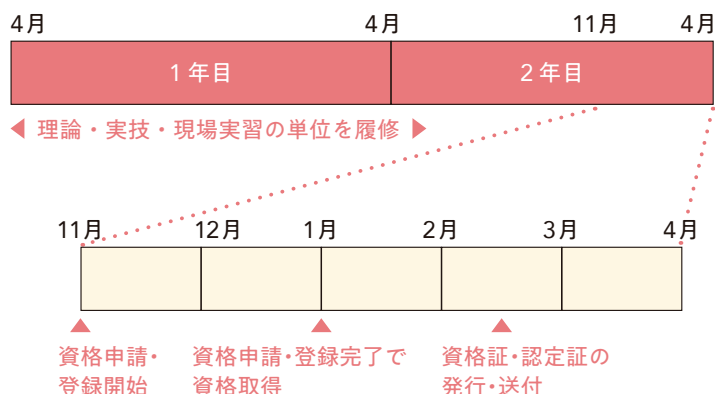 4月 4月 11月 4月
1年目 2年目
◀ 理論・実技・現場実習の単位を履修 ▶
11月 12月 1月 2月 3月 4月
資格申請・ 資格申請・登録完了で 資格証・認定証の
登録開始 資格取得 発行・送付